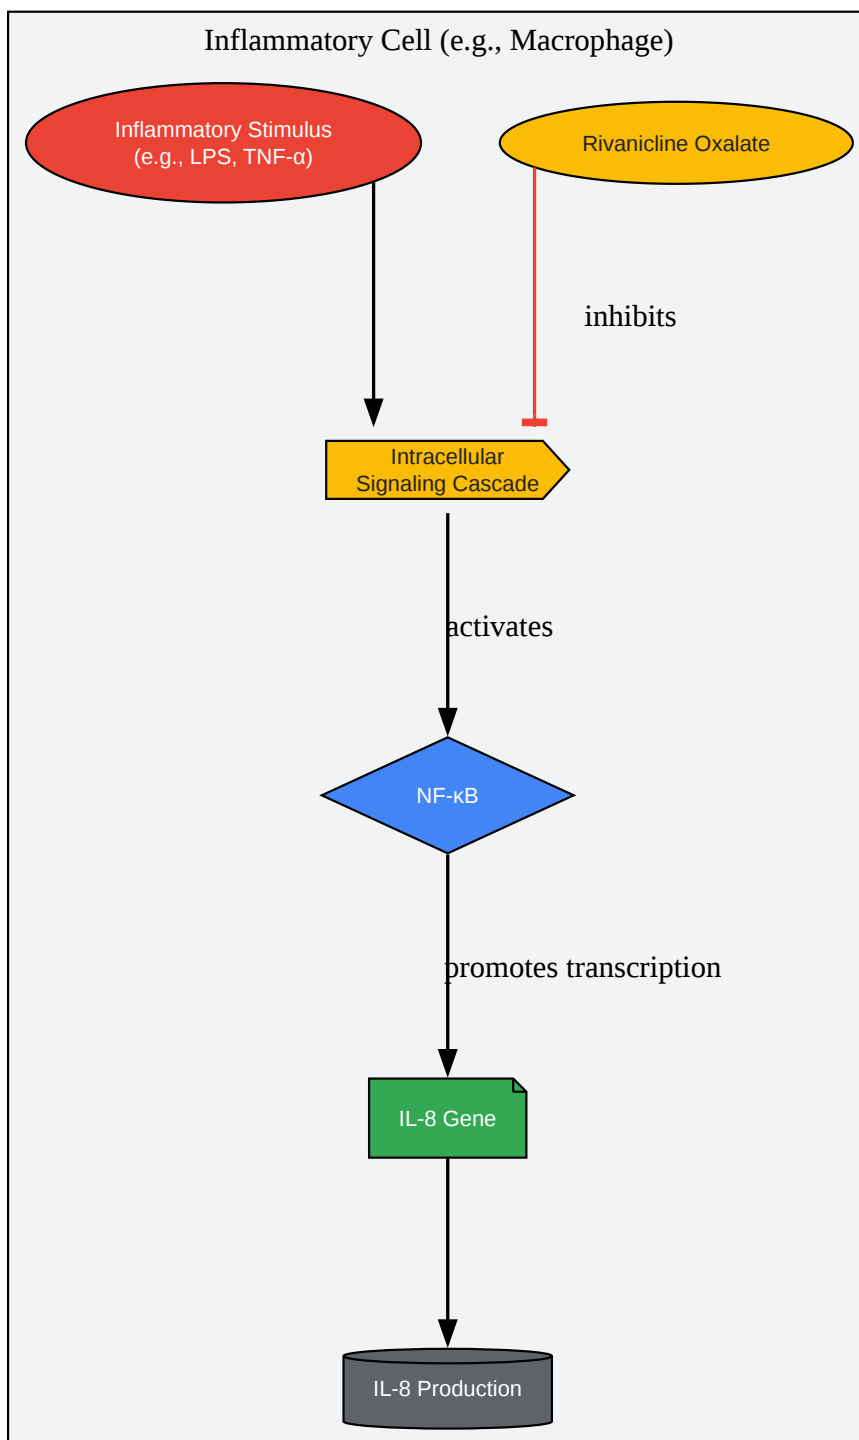 Inflammatory Cell (e.g., Macrophage)
Inflammatory Stimulus
(e.g., LPS, TNF-α)
Rivanicline Oxalate
inhibits
Intracellular
Signaling Cascade
activates
NF-κB
promotes transcription
IL-8 Gene
IL-8 Production